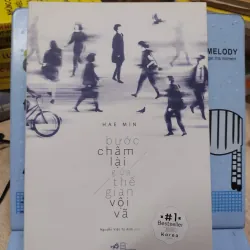 MELODY
HAE MIN
bước
chậm
lại
giữa
thế
gian
vội
vã
#1
Bestseller
Korea